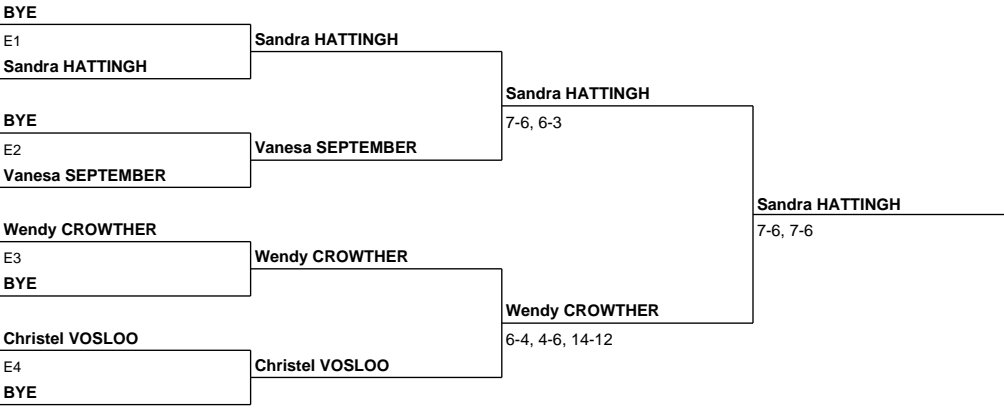 BYE
E1
Sandra HATTINGH
BYE
E2
Vanesa SEPTEMBER
Wendy CROWTHER
E3
BYE
Christel VOSLOO
E4
BYE
Sandra HATTINGH
Vanesa SEPTEMBER
Wendy CROWTHER
Christel VOSLOO
Sandra HATTINGH
7-6, 6-3
Wendy CROWTHER
6-4, 4-6, 14-12
Sandra HATTINGH
7-6, 7-6